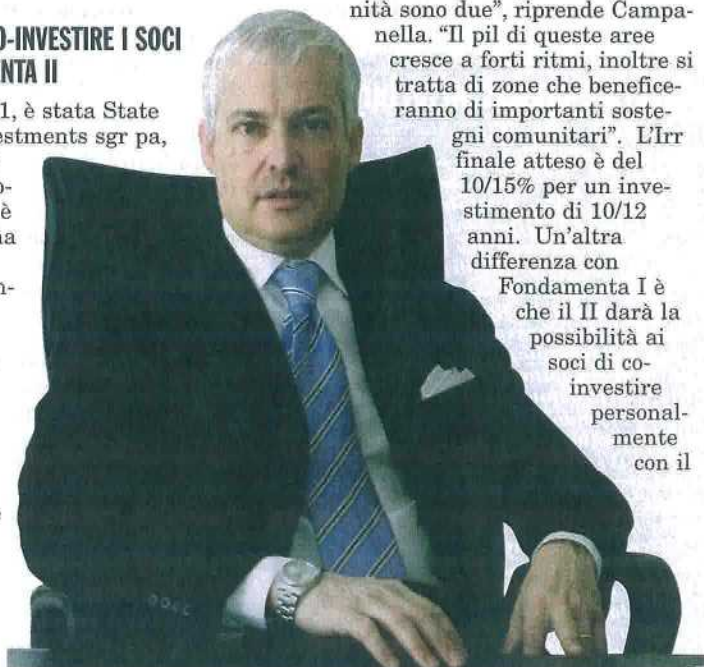 O-INVESTIRE I SOCI
NTA II
1, è stata State
estments sgr pa,
o-
è
na
n-
nità sono due”, riprende Campa-
nella. “Il pil di queste aree
cresce a forti ritmi, inoltre si
tratta di zone che benefice-
ranno di importanti soste-
gni comunitari”. L’Irr
finale atteso è del
10/15% per un inve-
stimento di 10/12
anni. Un’altra
differenza con
Fondamenta I è
che il II darà la
possibilità ai
soci di co-
investire
personal-
mente
con il